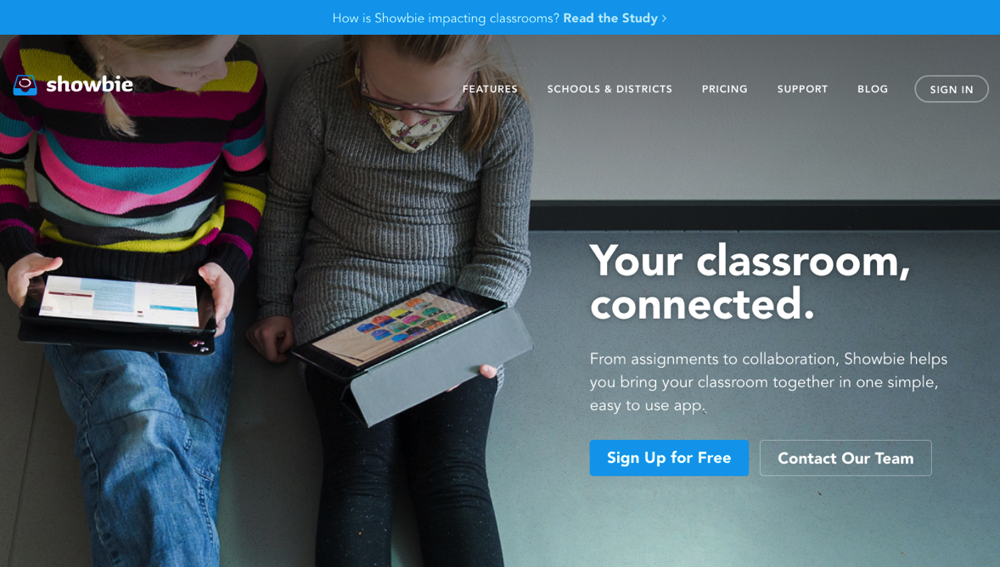 How is Showbie impacting classrooms? Read the Study >
showbie
FEATURES SCHOOLS & DISTRICTS PRICING SUPPORT BLOG SIGN IN
Your classroom,
connected.
From assignments to collaboration, Showbie helps
you bring your classroom together in one simple,
easy to use app.
Sign Up for Free Contact Our Team